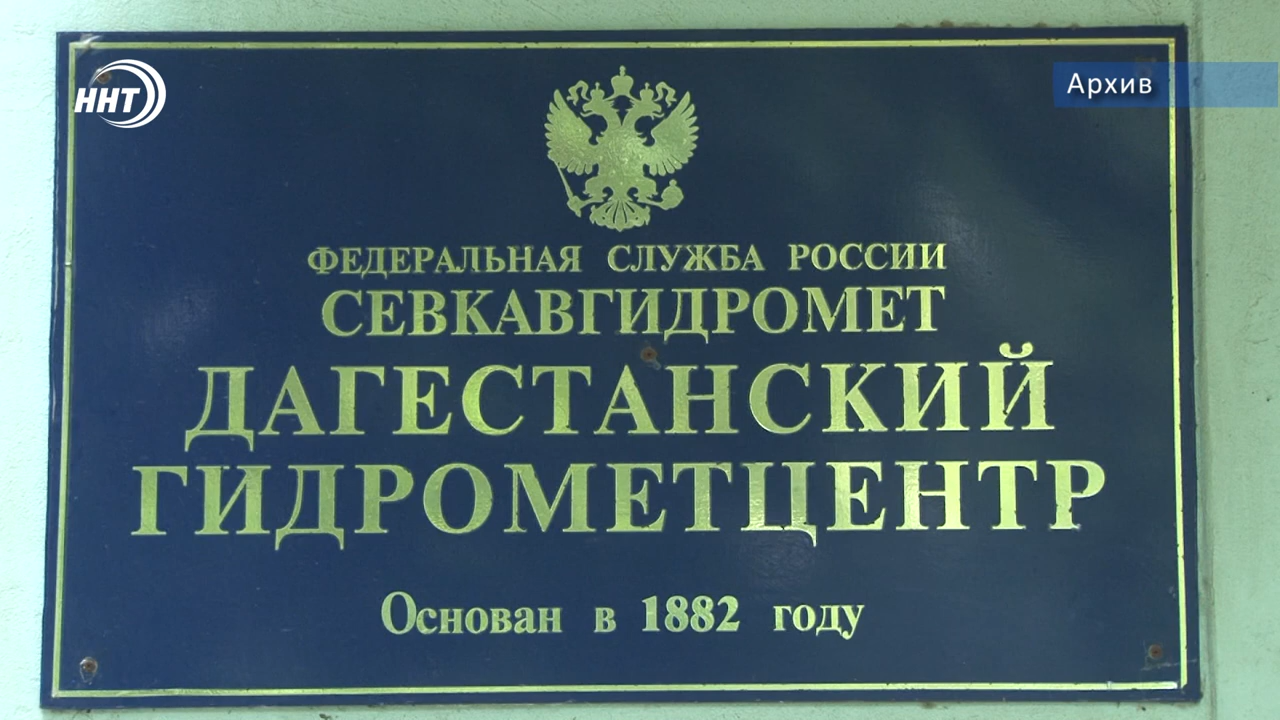 ННТ
Архив
ФЕДЕРАЛЬНАЯ СЛУЖБА РОССИИ
СЕВКАВГИДРОМЕТ
ДАГЕСТАНСКИЙ
ГИДРОМЕТЦЕНТР
Основан в 1882 году